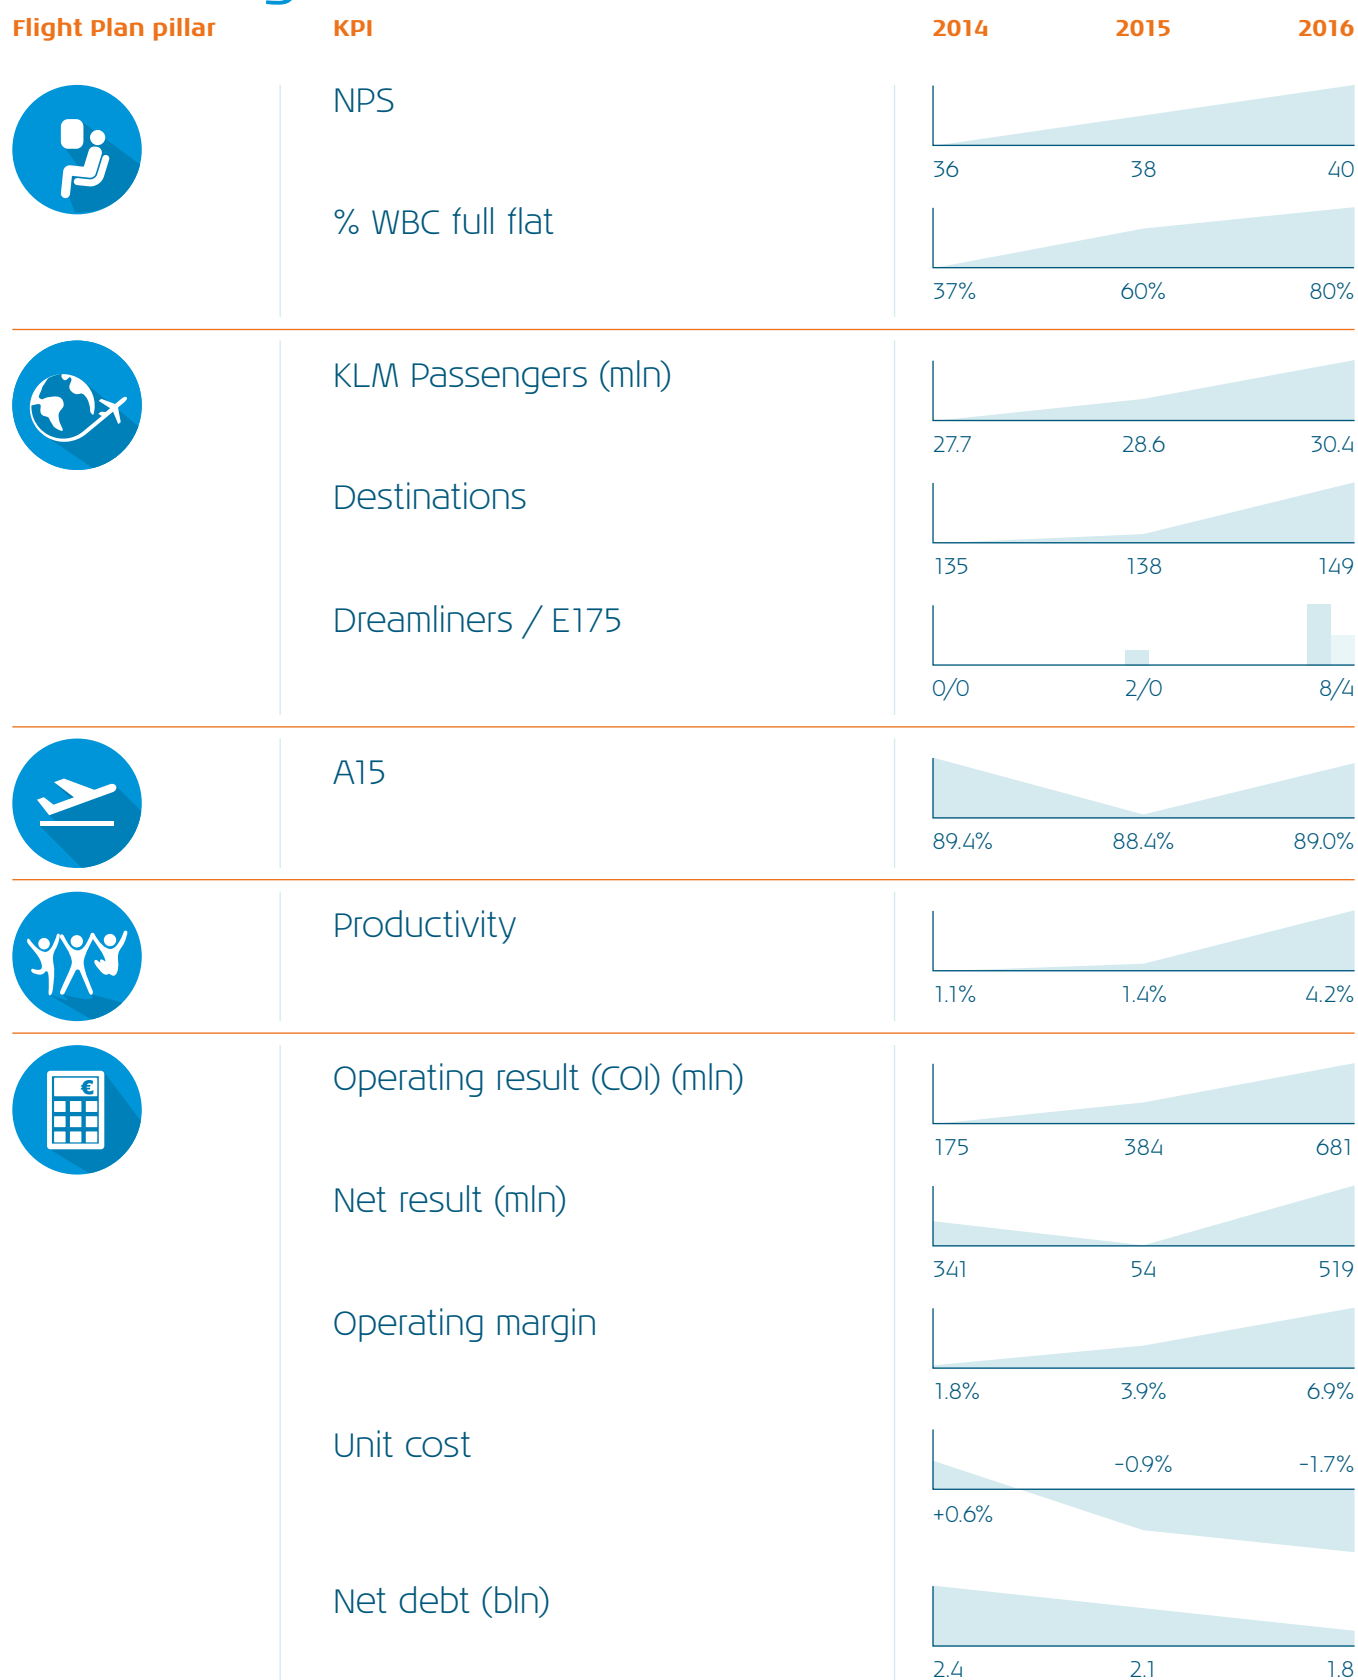 Flight Plan pillar KPI 2014 2015 2016
NPS
36 38 40
% WBC full flat
37% 60% 80%
KLM Passengers (mln)
27.7 28.6 30.4
Destinations
135 138 149
Dreamliners / E175
0/0 2/0 8/4
A15
89.4% 88.4% 89.0%
Productivity
1.1% 1.4% 4.2%
€
Operating result (COI) (mln)
175 384 681
Net result (mln)
341 54 519
Operating margin
1.8% 3.9% 6.9%
Unit cost
-0.9% -1.7%
+0.6%
Net debt (bln)
2.4 2.1 1.8